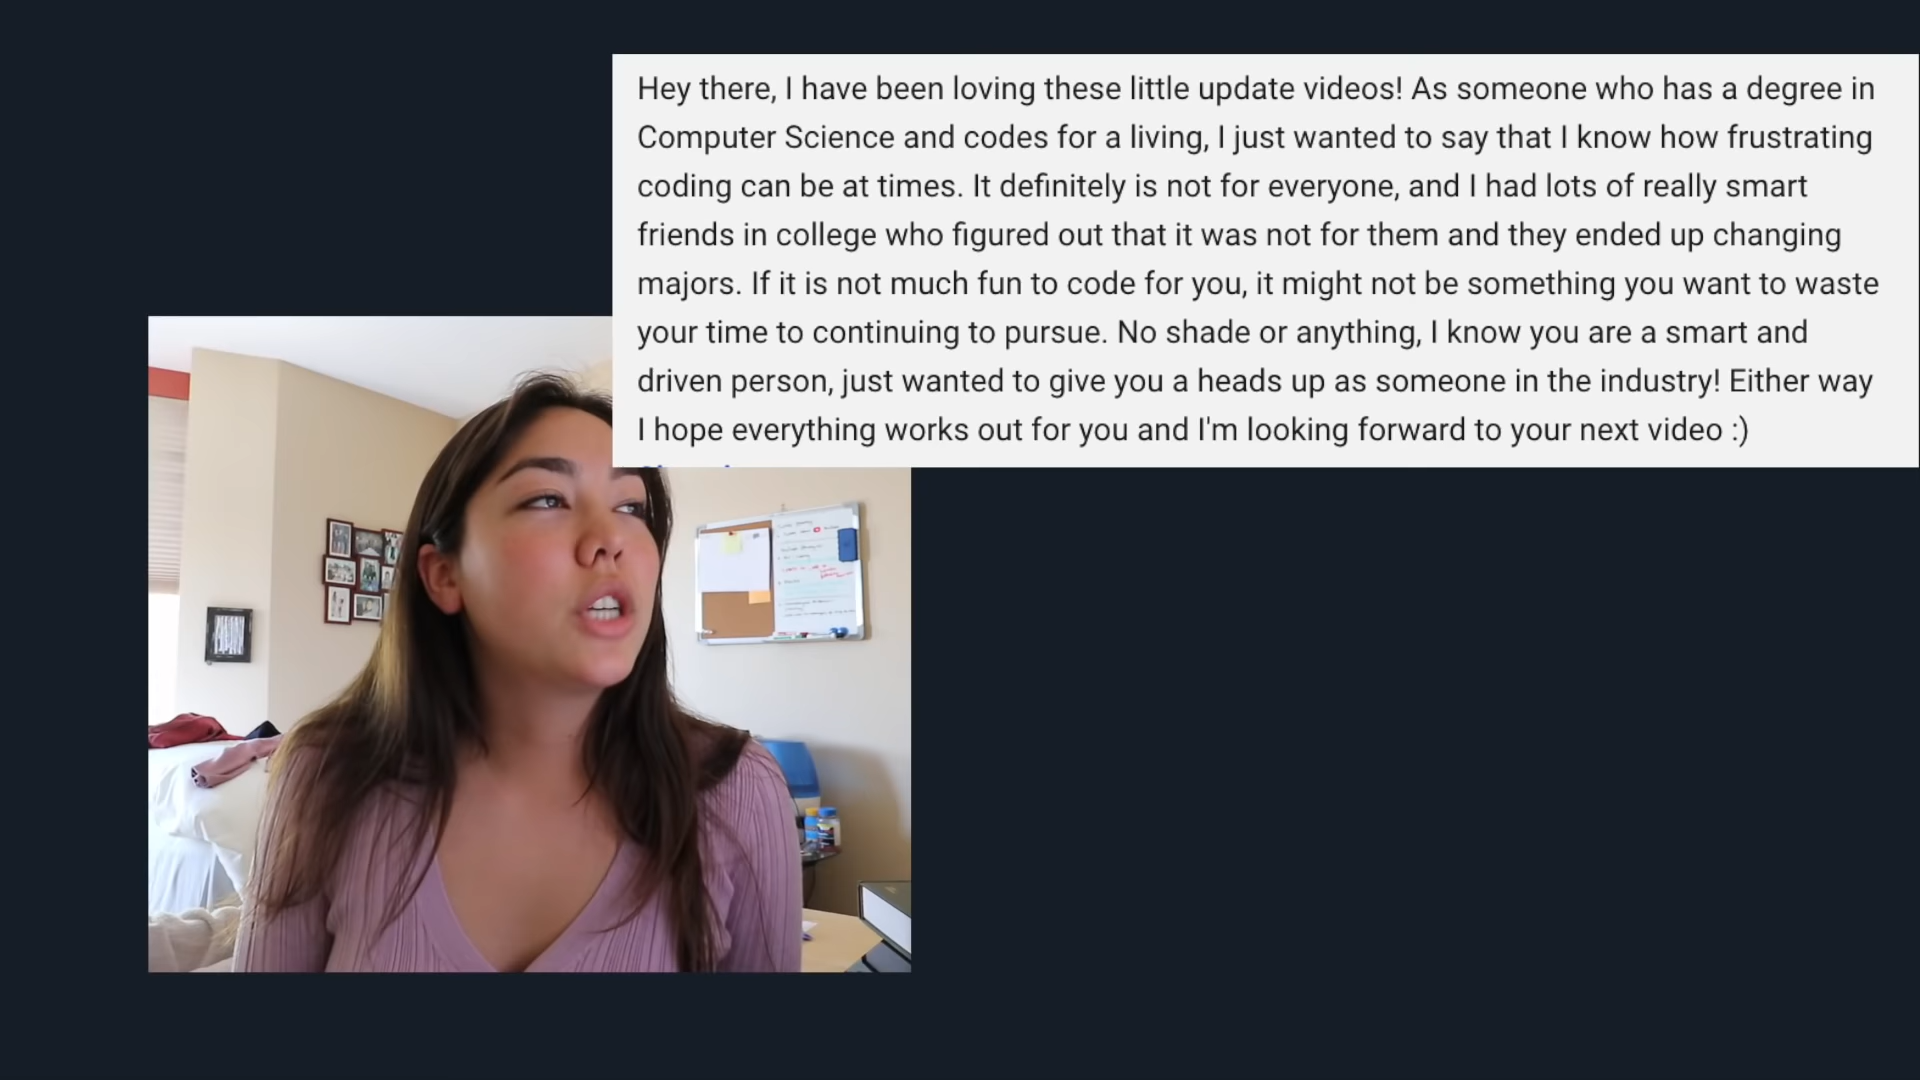 Hey there, I have been loving these little update videos! As someone who has a degree in
Computer Science and codes for a living, I just wanted to say that I know how frustrating
coding can be at times. It definitely is not for everyone, and I had lots of really smart
friends in college who figured out that it was not for them and they ended up changing
majors. If it is not much fun to code for you, it might not be something you want to waste
your time to continuing to pursue. No shade or anything, I know you are a smart and
driven person, just wanted to give you a heads up as someone in the industry! Either way
I hope everything works out for you and I'm looking forward to your next video :)